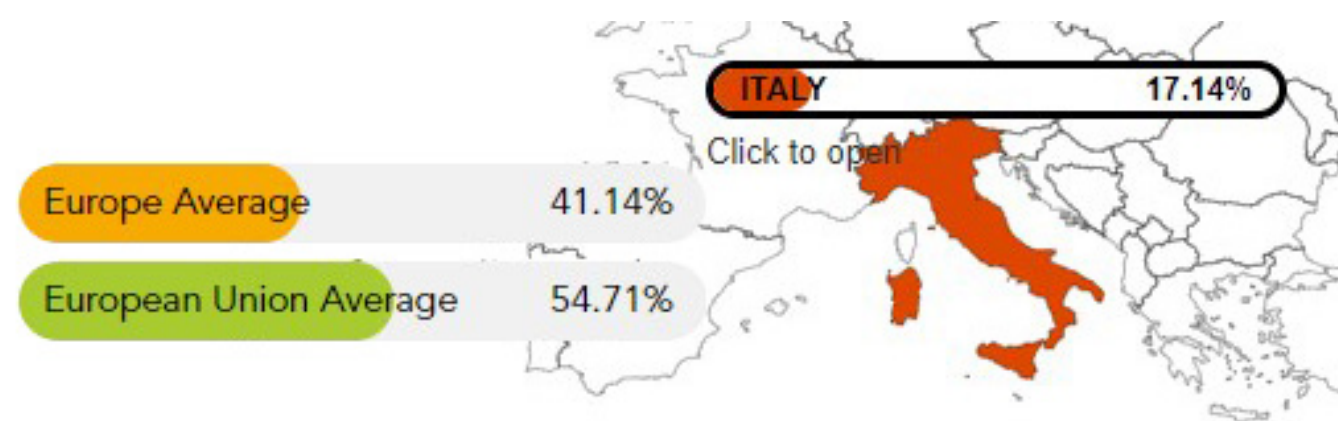 ITALY 17.14%
Click to open
Europe Average 41.14%
European Union Average 54.71%